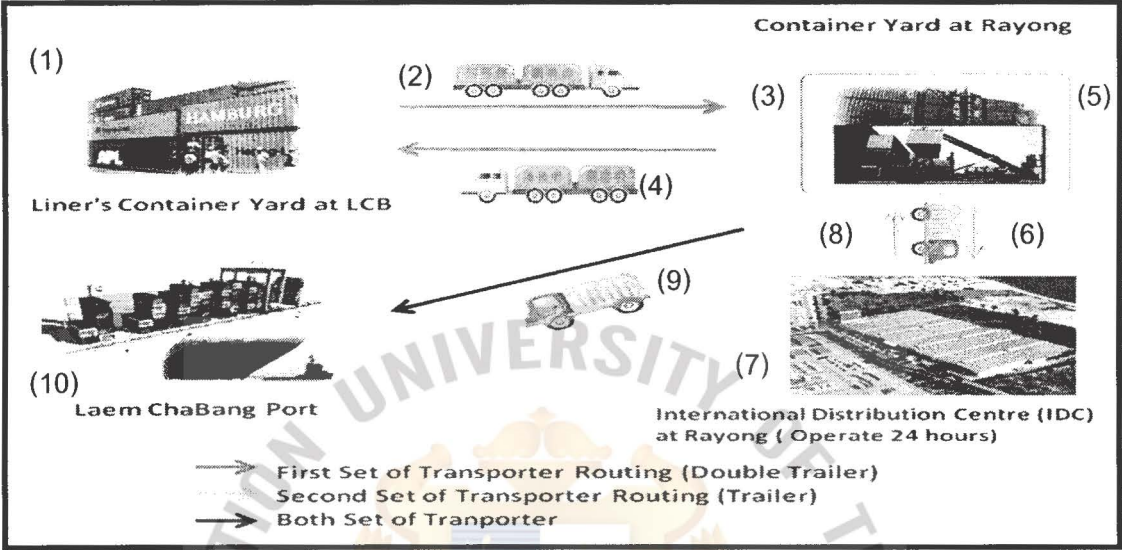 Container Yard at Rayong
(1)
(2)
(3)
(5)
HAMBURG
APL
(4)
Liner's Container Yard at LCB
(8)
(6)
(9)
(7)
(10)
Laem ChaBang Port
International Distribution Centre (IDC)
at Rayong ( Operate 24 hours)
First Set of Transporter Routing (Double Trailer)
Second Set of Transporter Routing (Trailer)
Both Set of Tranporter
UNIVERSITY OF